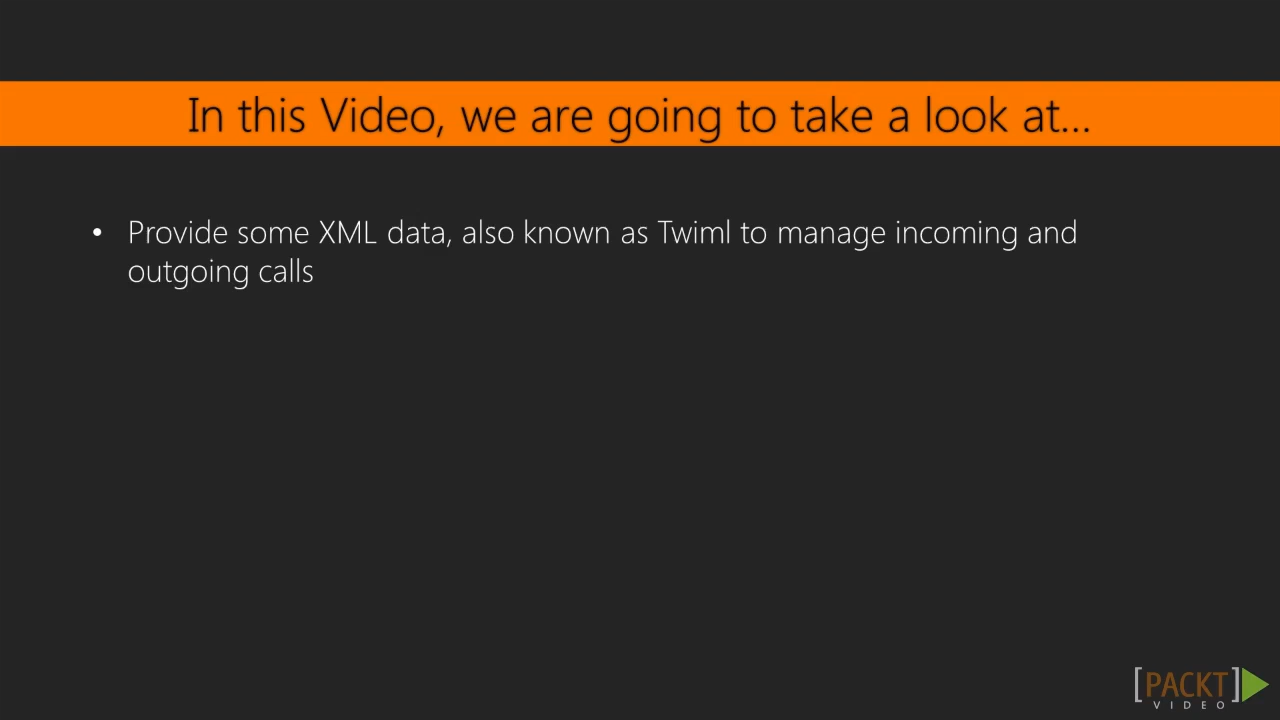 In this Video, we are going to take a look at...
• Provide some XML data, also known as Twiml to manage incoming and
outgoing calls
[PACKT]
VIDEO